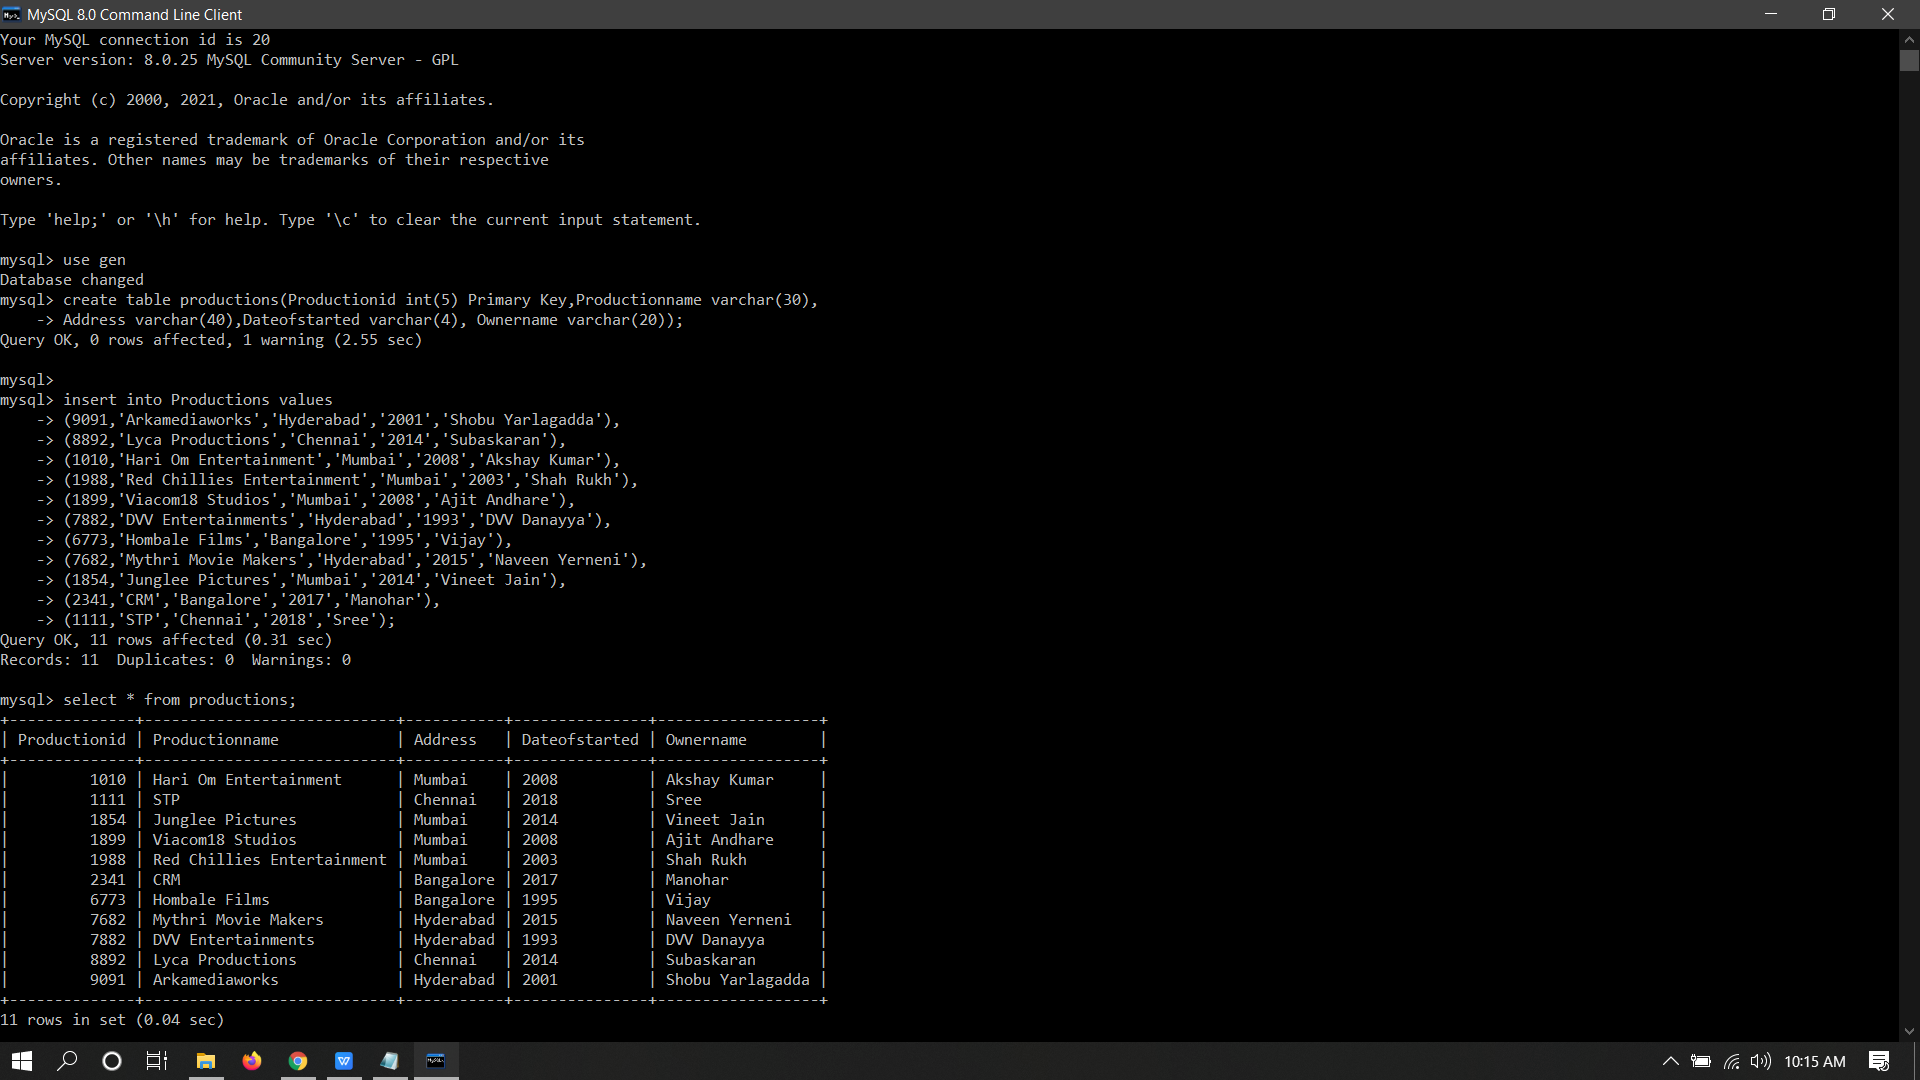 MySQL 8.0 Command Line Client
Your MySQL connection id is 20
Server version: 8.0.25 MySQL Community Server - GPL
Copyright (c) 2000, 2021, Oracle and/or its affiliates.
Oracle is a registered trademark of Oracle Corporation and/or its
affiliates. Other names may be trademarks of their respective
owners.
Type 'help;' or '\h' for help. Type '\c' to clear the current input statement.
mysql> use gen
Database changed
mysql> create table productions(Productionid int(5) Primary Key,Productionname varchar(30),
    -> Address varchar(40),Dateofstarted varchar(4), Ownername varchar(20));
Query OK, 0 rows affected, 1 warning (2.55 sec)
mysql>
mysql> insert into Productions values
    -> (9091,'Arkamediaworks','Hyderabad','2001','Shobu Yarlagadda'),
    -> (8892,'Lyca Productions','Chennai','2014','Subaskaran'),
    -> (1010,'Hari Om Entertainment','Mumbai','2008','Akshay Kumar'),
    -> (1988,'Red Chillies Entertainment','Mumbai','2003','Shah Rukh'),
    -> (1899,'Viacom18 Studios','Mumbai','2008','Ajit Andhare'),
    -> (7882,'DVV Entertainments','Hyderabad','1993','DVV Danayya'),
    -> (6773,'Hombale Films','Bangalore','1995','Vijay'),
    -> (7682,'Mythri Movie Makers','Hyderabad','2015','Naveen Yerneni'),
    -> (1854,'Junglee Pictures','Mumbai','2014','Vineet Jain'),
    -> (2341,'CRM','Bangalore','2017','Manohar'),
    -> (1111,'STP','Chennai','2018','Sree');
Query OK, 11 rows affected (0.31 sec)
Records: 11  Duplicates: 0  Warnings: 0
mysql> select * from productions;
+--------------+----------------------------+-----------+---------------+------------------+
| Productionid | Productionname             | Address   | Dateofstarted | Ownername        |
+--------------+----------------------------+-----------+---------------+------------------+
|         1010 | Hari Om Entertainment      | Mumbai    | 2008          | Akshay Kumar     |
|         1111 | STP                        | Chennai   | 2018          | Sree             |
|         1854 | Junglee Pictures           | Mumbai    | 2014          | Vineet Jain      |
|         1899 | Viacom18 Studios           | Mumbai    | 2008          | Ajit Andhare     |
|         1988 | Red Chillies Entertainment | Mumbai    | 2003          | Shah Rukh        |
|         2341 | CRM                        | Bangalore | 2017          | Manohar          |
|         6773 | Hombale Films              | Bangalore | 1995          | Vijay            |
|         7682 | Mythri Movie Makers        | Hyderabad | 2015          | Naveen Yerneni   |
|         7882 | DVV Entertainments         | Hyderabad | 1993          | DVV Danayya      |
|         8892 | Lyca Productions           | Chennai   | 2014          | Subaskaran       |
|         9091 | Arkamediaworks             | Hyderabad | 2001          | Shobu Yarlagadda |
+--------------+----------------------------+-----------+---------------+------------------+
11 rows in set (0.04 sec)
10:15 AM